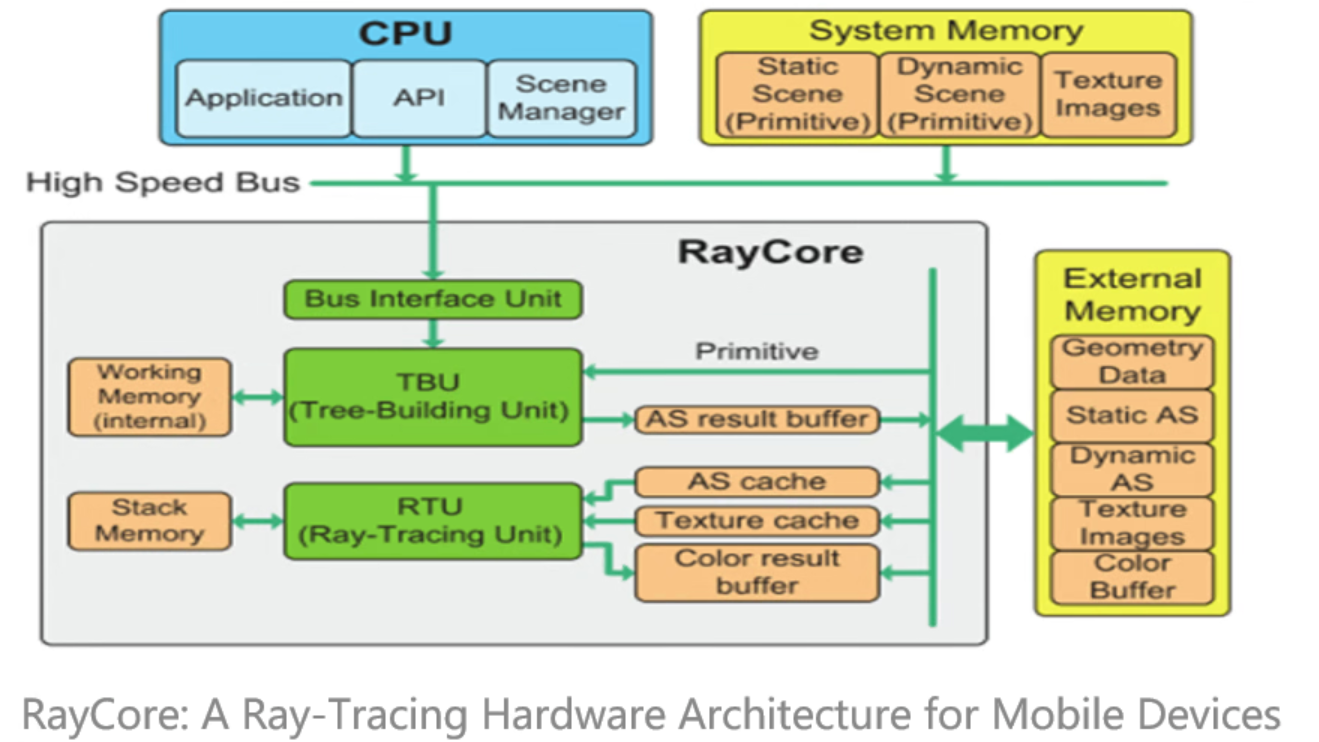 CPU
Application
API
Scene
Manager
System Memory
Static
Scene
(Primitive)
Dynamic
Scene
(Primitive)
Texture
Images
High Speed Bus
RayCore
Bus Interface Unit
Working
Memory
(internal)
TBU
(Tree-Building Unit)
Primitive
AS result buffer
Stack
Memory
RTU
(Ray-Tracing Unit)
AS cache
Texture cache
Color result
buffer
External
Memory
Geometry
Data
Static AS
Dynamic
AS
Texture
Images
Color
Buffer
RayCore: A Ray-Tracing Hardware Architecture for Mobile Devices